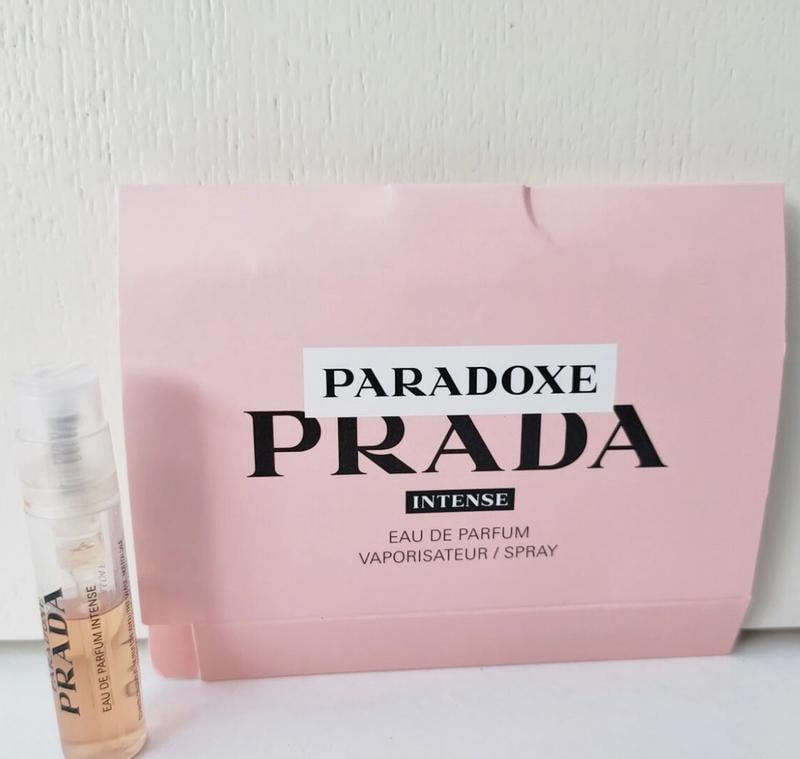 PARADOXE
PRADA
INTENSE
EAU DE PARFUM
VAPORISATEUR / SPRAY
PRADA
EAU DE PARFUM INTENSE